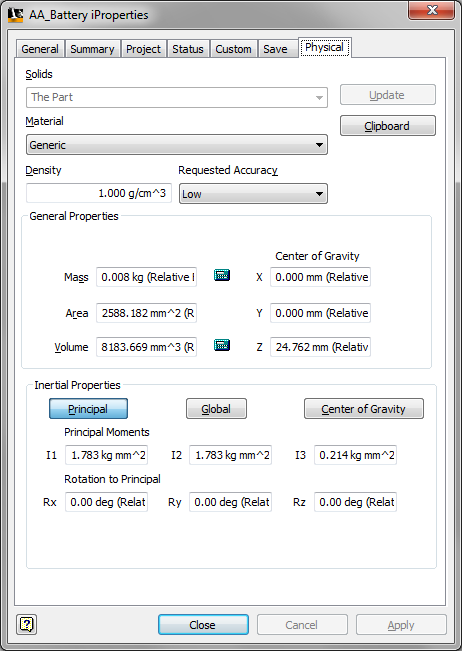 AA_Battery iProperties
General Summary Project Status Custom Save Physical
Solids
The Part
Update
Material
Clipboard
Generic
Density Requested Accuracy
1.000 g/cm^3 Low
General Properties
Center of Gravity
Mass 0.008 kg (Relative X 0.000 mm (Relative
Area 2588.182 mm^2 (R Y 0.000 mm (Relative
Volume 8183.669 mm^3 (R Z 24.762 mm (Relativ
Inertial Properties
Principal Global Center of Gravity
Principal Moments
I1 1.783 kg mm^2 I2 1.783 kg mm^2 I3 0.214 kg mm^2
Rotation to Principal
Rx 0.00 deg (Relat Ry 0.00 deg (Relat Rz 0.00 deg (Relat
Close Cancel Apply